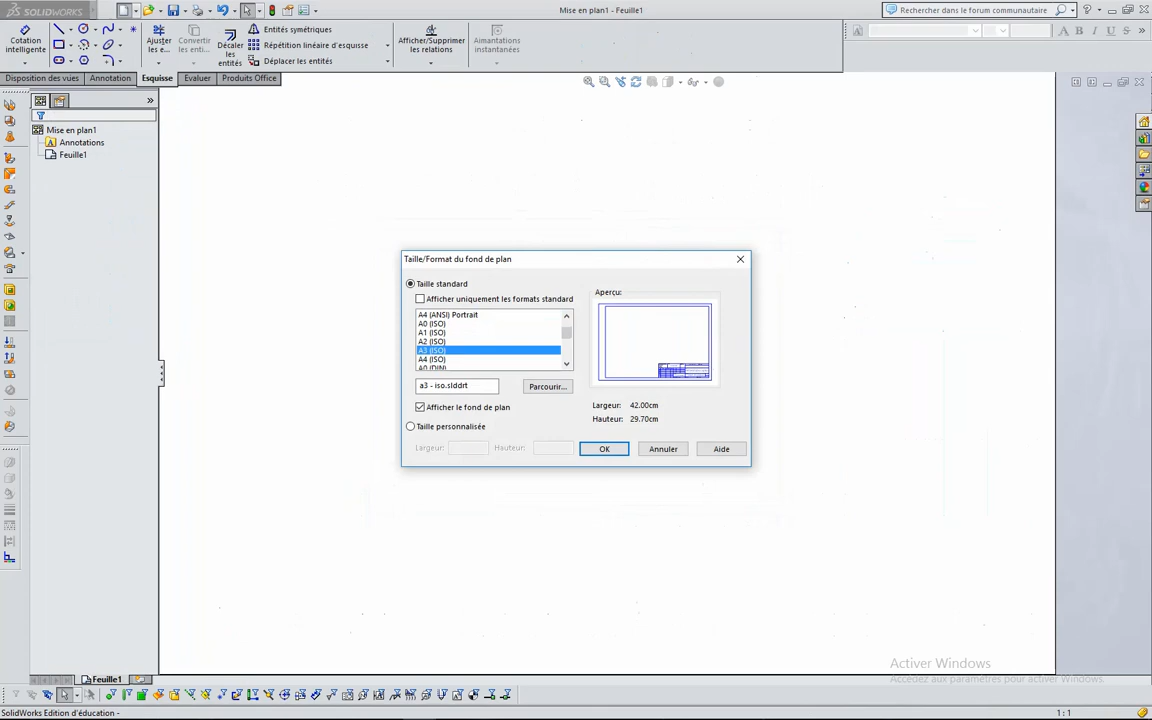 SOLIDWORKS
Mise en plan1 - Feuille1
Rechercher dans le forum communautaire
Cotation
intelligente
Ajuster
les e...
Convertir
les enti...
Décaler
les
entités
Entités symétriques
Répétition linéaire d'esquisse
Déplacer les entités
Afficher/Supprimer
les relations
Aimantations
instantanées
A B I U S
Disposition des vues
Annotation
Esquisse
Evaluer
Produits Office
Mise en plan1
Annotations
Feuille1
Taille/Format du fond de plan
Taille standard
Afficher uniquement les formats standard
A4 (ANSI) Portrait
A0 (ISO)
A1 (ISO)
A2 (ISO)
A3 (ISO)
A4 (ISO)
A0 (DIN)
a3 - iso.slddrt
Parcourir...
Afficher le fond de plan
Taille personnalisée
Largeur:
Hauteur:
Aperçu:
Largeur: 42.00cm
Hauteur: 29.70cm
OK
Annuler
Aide
Activer Windows
Accédez aux paramètres pour activer Windows.
Feuille1
SolidWorks Edition d'éducation -
1 : 1